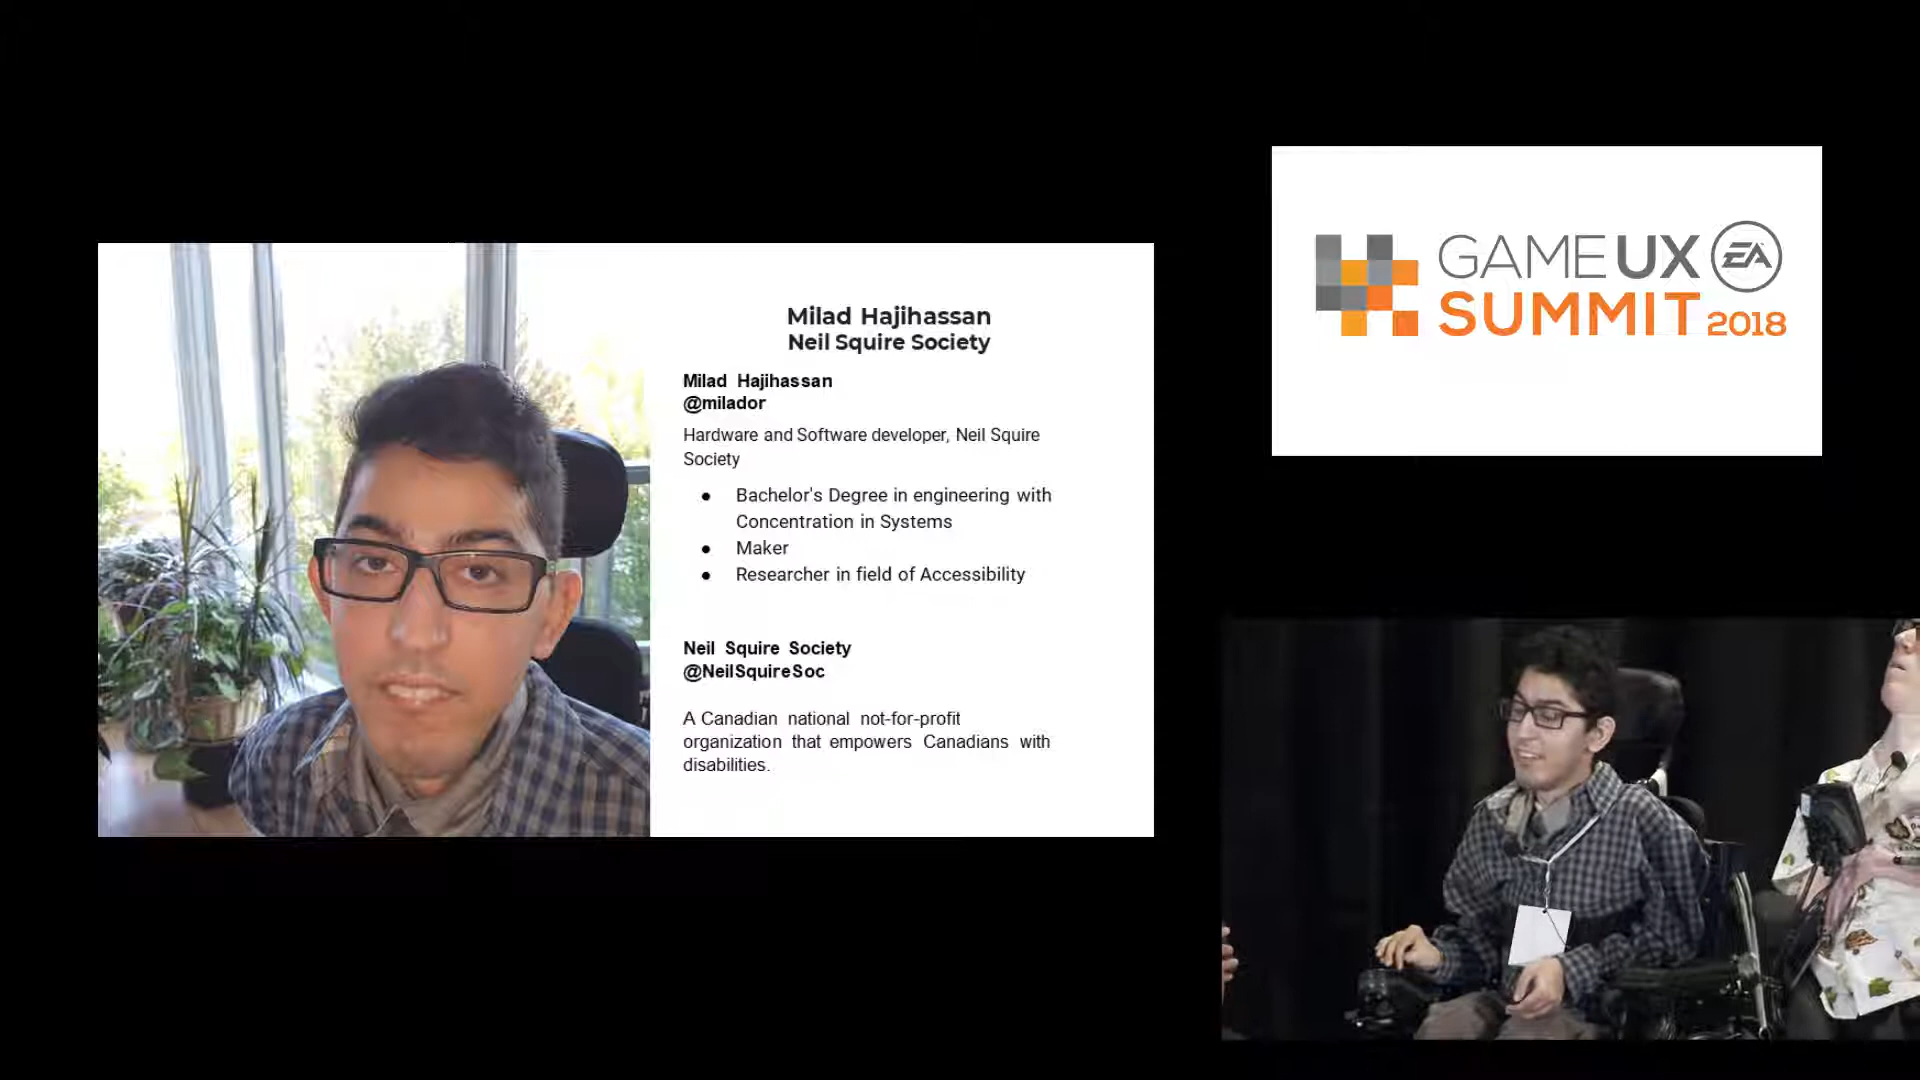 Milad Hajihassan
Neil Squire Society
Milad Hajihassan
@milador
Hardware and Software developer, Neil Squire
Society
● Bachelor's Degree in engineering with
Concentration in Systems
● Maker
● Researcher in field of Accessibility
Neil Squire Society
@NeilSquireSoc
A Canadian national not-for-profit
organization that empowers Canadians with
disabilities.
GAMEUX EA
SUMMIT 2018